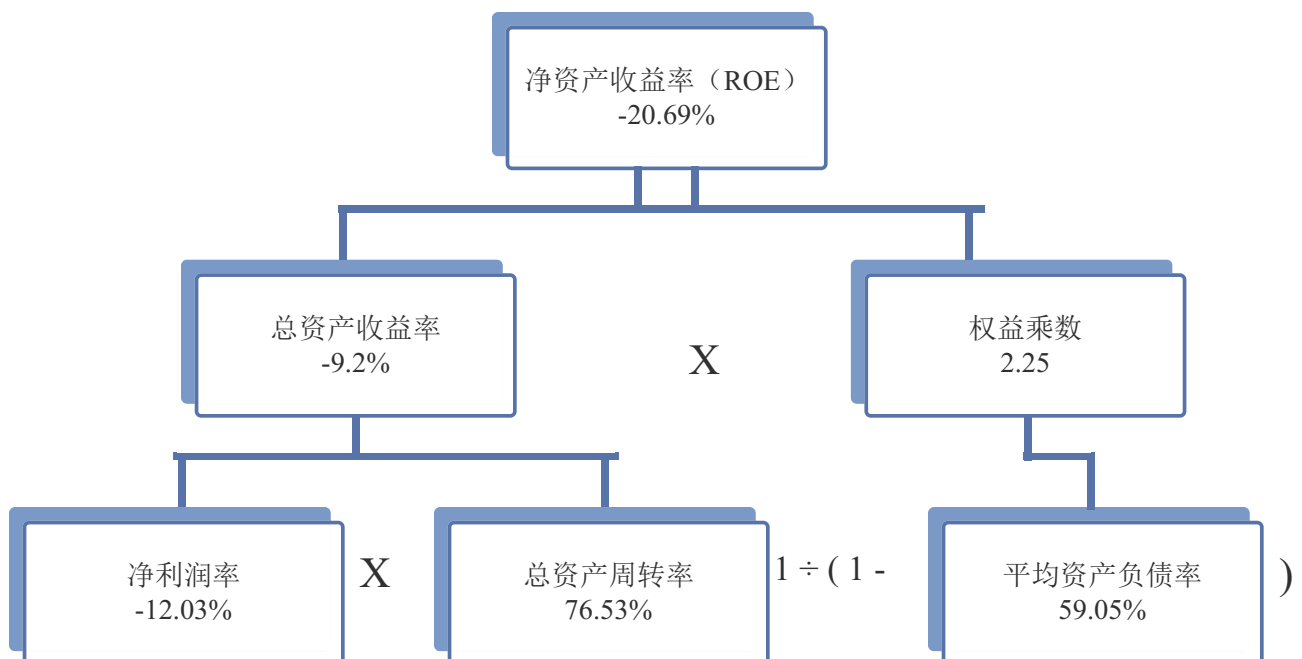 净资产收益率（ROE）
-20.69%
总资产收益率
-9.2%
X
权益乘数
2.25
净利润率
-12.03%
X
总资产周转率
76.53%
1 ÷ ( 1 -
平均资产负债率
59.05%
)